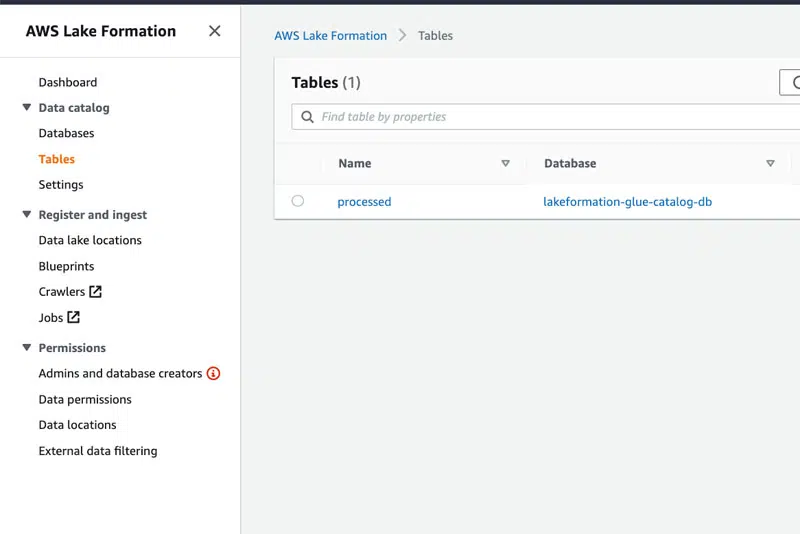 AWS Lake Formation
Dashboard
Data catalog
Databases
Tables
Settings
Register and ingest
Data lake locations
Blueprints
Crawlers
Jobs
Permissions
Admins and database creators
Data permissions
Data locations
External data filtering
AWS Lake Formation > Tables
Tables (1)
Find table by properties
Name Database
processed lakeformation-glue-catalog-db